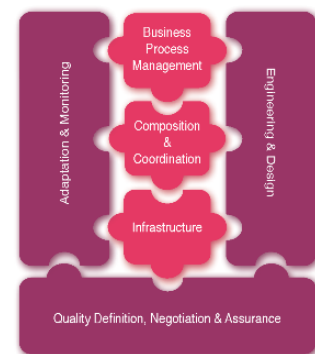 Adaptation & Monitoring
Business
Process
Management
Composition
&
Coordination
Infrastructure
Engineering & Design
Quality Definition, Negotiation & Assurance